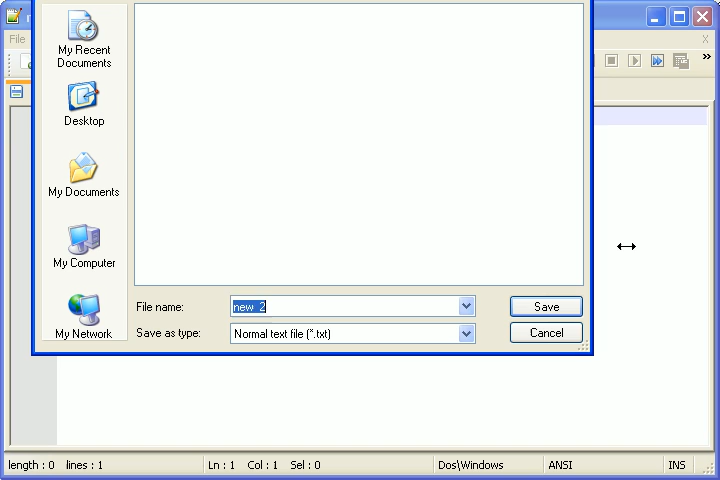 File
X
»
My Recent
Documents
Desktop
My Documents
My Computer
My Network
File name:
new 2
Save
Save as type:
Normal text file (*.txt)
Cancel
length : 0 lines : 1
Ln : 1 Col : 1 Sel : 0
Dos\Windows
ANSI
INS